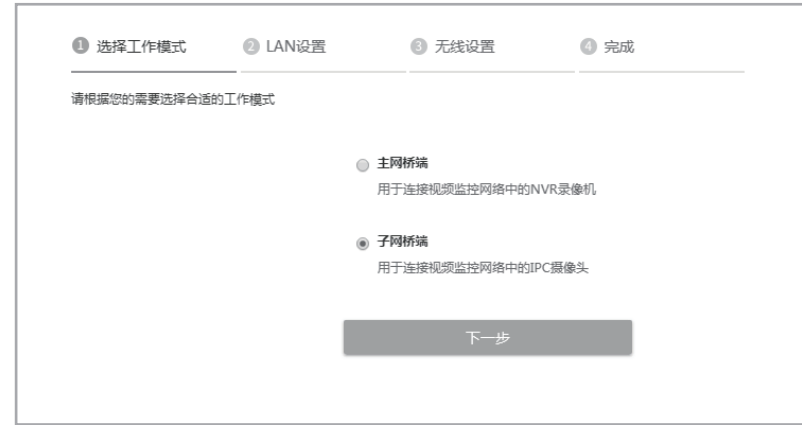 1 选择工作模式 2 LAN设置 3 无线设置 4 完成
请根据您的需要选择合适的工作模式
主网桥端
用于连接视频监控网络中的NVR录像机
子网桥端
用于连接视频监控网络中的IPC摄像头
下一步